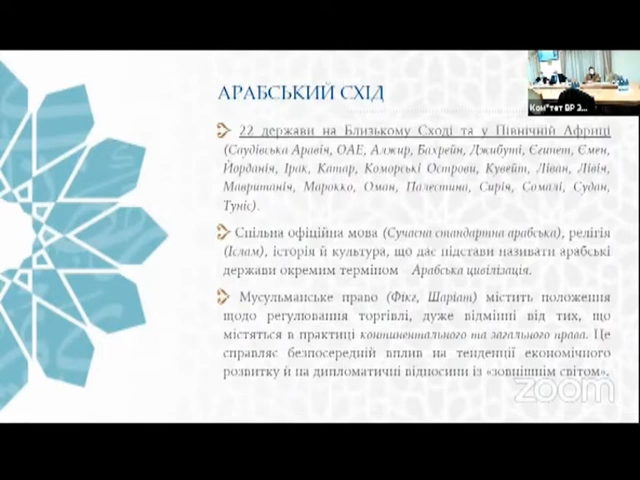 Ком"тет ВР З...
АРАБСЬКИЙ СХІД
22 держави на Близькому Сході та у Північній Африці
(Саудівська Аравія, ОАЕ, Алжир, Бахрейн, Джибуті, Єгипет, Ємен,
Йорданія, Ірак, Катар, Коморські Острови, Кувейт, Ліван, Лівія,
Мавританія, Марокко, Оман, Палестина, Сирія, Сомалі, Судан,
Туніс).
Спільна офіційна мова (Сучасна стандартна арабська), релігія
(Іслам), історія й культура, що дає підстави називати арабські
держави окремим терміном – Арабська цивілізація.
Мусульманське право (Фікг, Шаріат) містить положення
щодо регулювання торгівлі, дуже відмінні від тих, що
містяться в практиці континентального та загального права. Це
справляє безпосередній вплив на тенденції економічного
розвитку й на дипломатичні відносини із «зовнішнім світом».
zoom